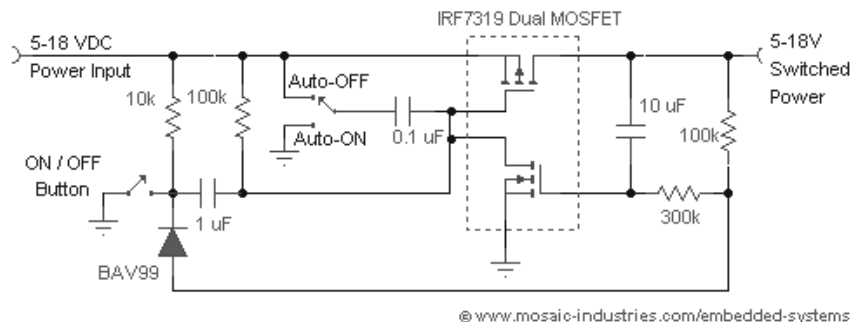 IRF7319 Dual MOSFET
5-18 VDC
Power Input
5-18V
Switched
Power
Auto-OFF
10k
100k
Auto-ON
0.1 uF
10 uF
100k
ON / OFF
Button
1 uF
300k
BAV99
© www.mosaic-industries.com/embedded-systems